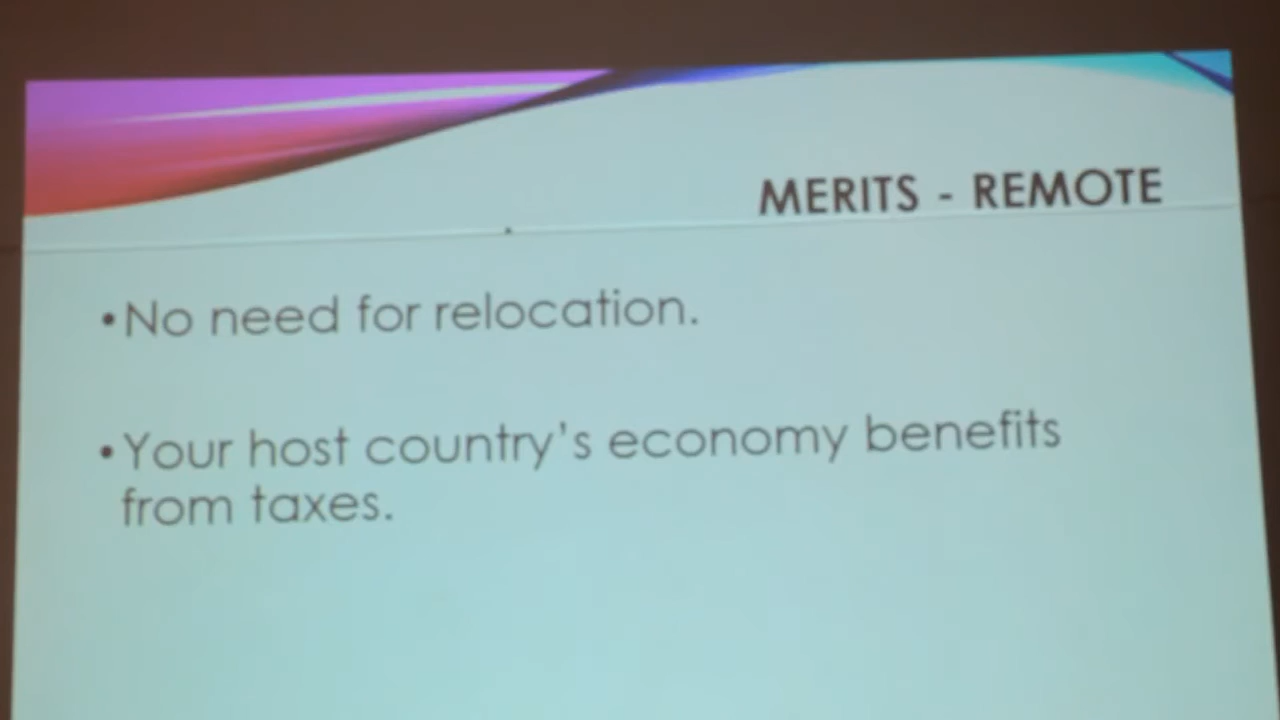 MERITS - REMOTE
•No need for relocation.
•Your host country's economy benefits
from taxes.